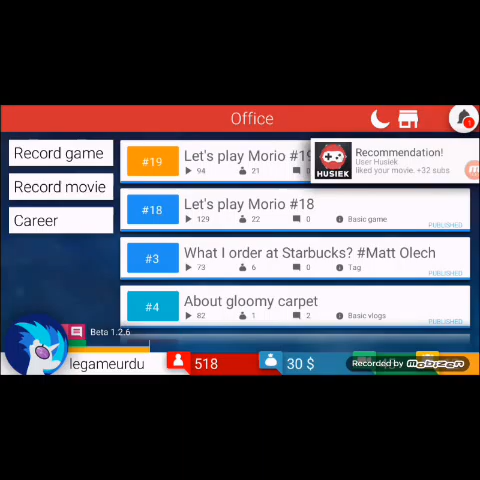 Office
1
Record game
Record movie
Career
#19
Let's play Morio #19
94
21
Recommendation!
User Husiek
liked your movie. +32 subs
HUSIEK
#18
Let's play Morio #18
129
22
0
Basic game
PUBLISHED
#3
What I order at Starbucks? #Matt Olech
73
6
0
Tag
#4
About gloomy carpet
82
1
2
Basic vlogs
PUBLISHED
Beta 1.2.6
legameurdu
518
30 $
Recorded by mobizen